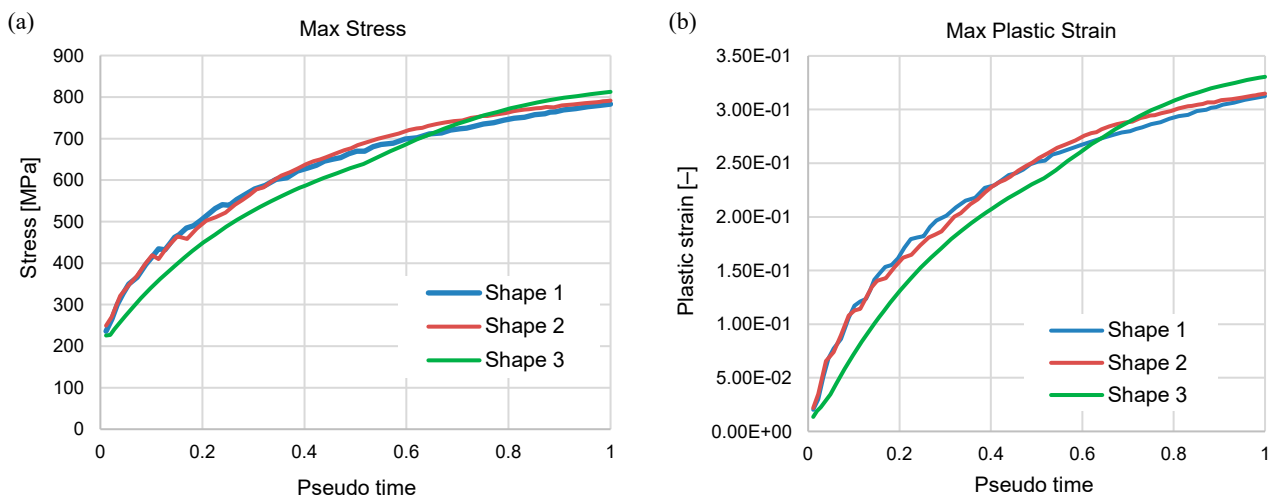 (a)
Max Stress
900
800
700
600
500
400
300
200
100
0
Stress [MPa]
Shape 1
Shape 2
Shape 3
0 0.2 0.4 0.6 0.8 1
Pseudo time
(b)
Max Plastic Strain
3.50E-01
3.00E-01
2.50E-01
2.00E-01
1.50E-01
1.00E-01
5.00E-02
0.00E+00
Plastic strain [–]
Shape 1
Shape 2
Shape 3
0 0.2 0.4 0.6 0.8 1
Pseudo time